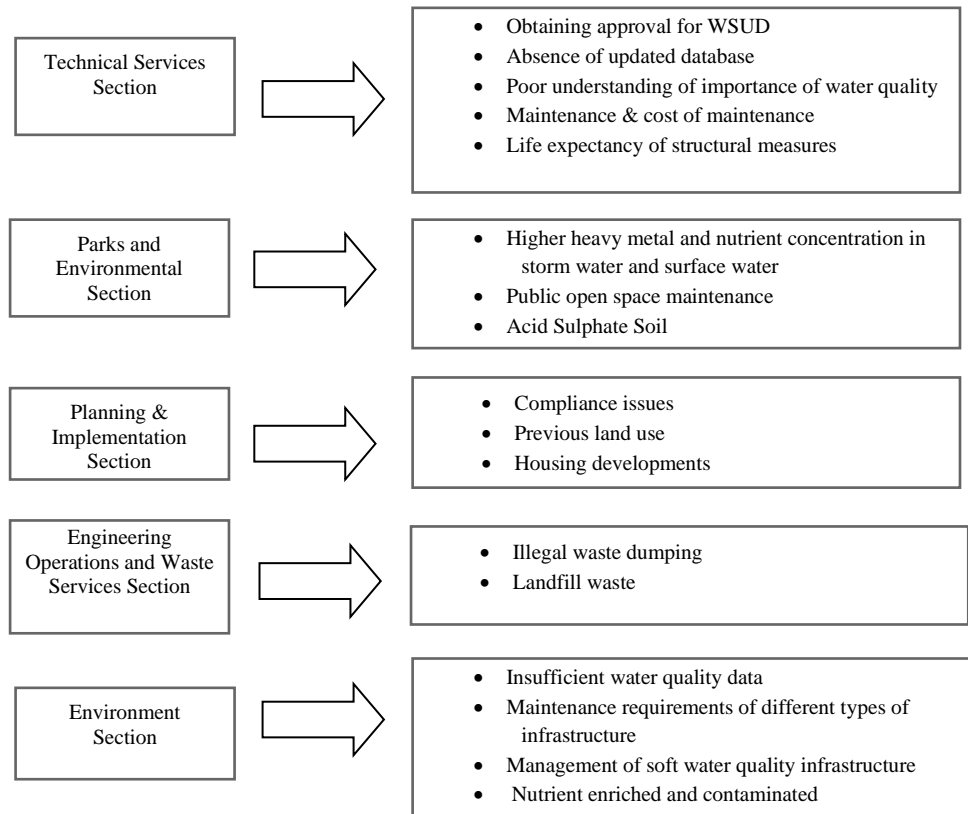 Technical Services
Section
• Obtaining approval for WSUD
• Absence of updated database
• Poor understanding of importance of water quality
• Maintenance & cost of maintenance
• Life expectancy of structural measures
Parks and
Environmental
Section
• Higher heavy metal and nutrient concentration in
storm water and surface water
• Public open space maintenance
• Acid Sulphate Soil
Planning &
Implementation
Section
• Compliance issues
• Previous land use
• Housing developments
Engineering
Operations and Waste
Services Section
• Illegal waste dumping
• Landfill waste
Environment
Section
• Insufficient water quality data
• Maintenance requirements of different types of
infrastructure
• Management of soft water quality infrastructure
• Nutrient enriched and contaminated